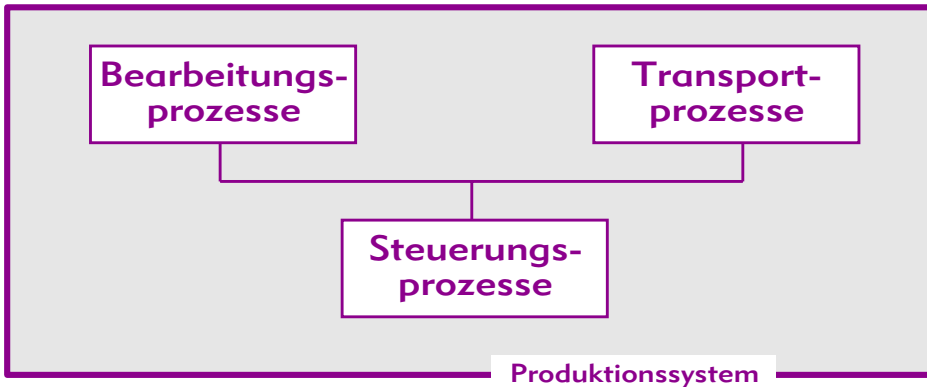 Bearbeitungs-
prozesse
Transport-
prozesse
Steuerungs-
prozesse
Produktionssystem